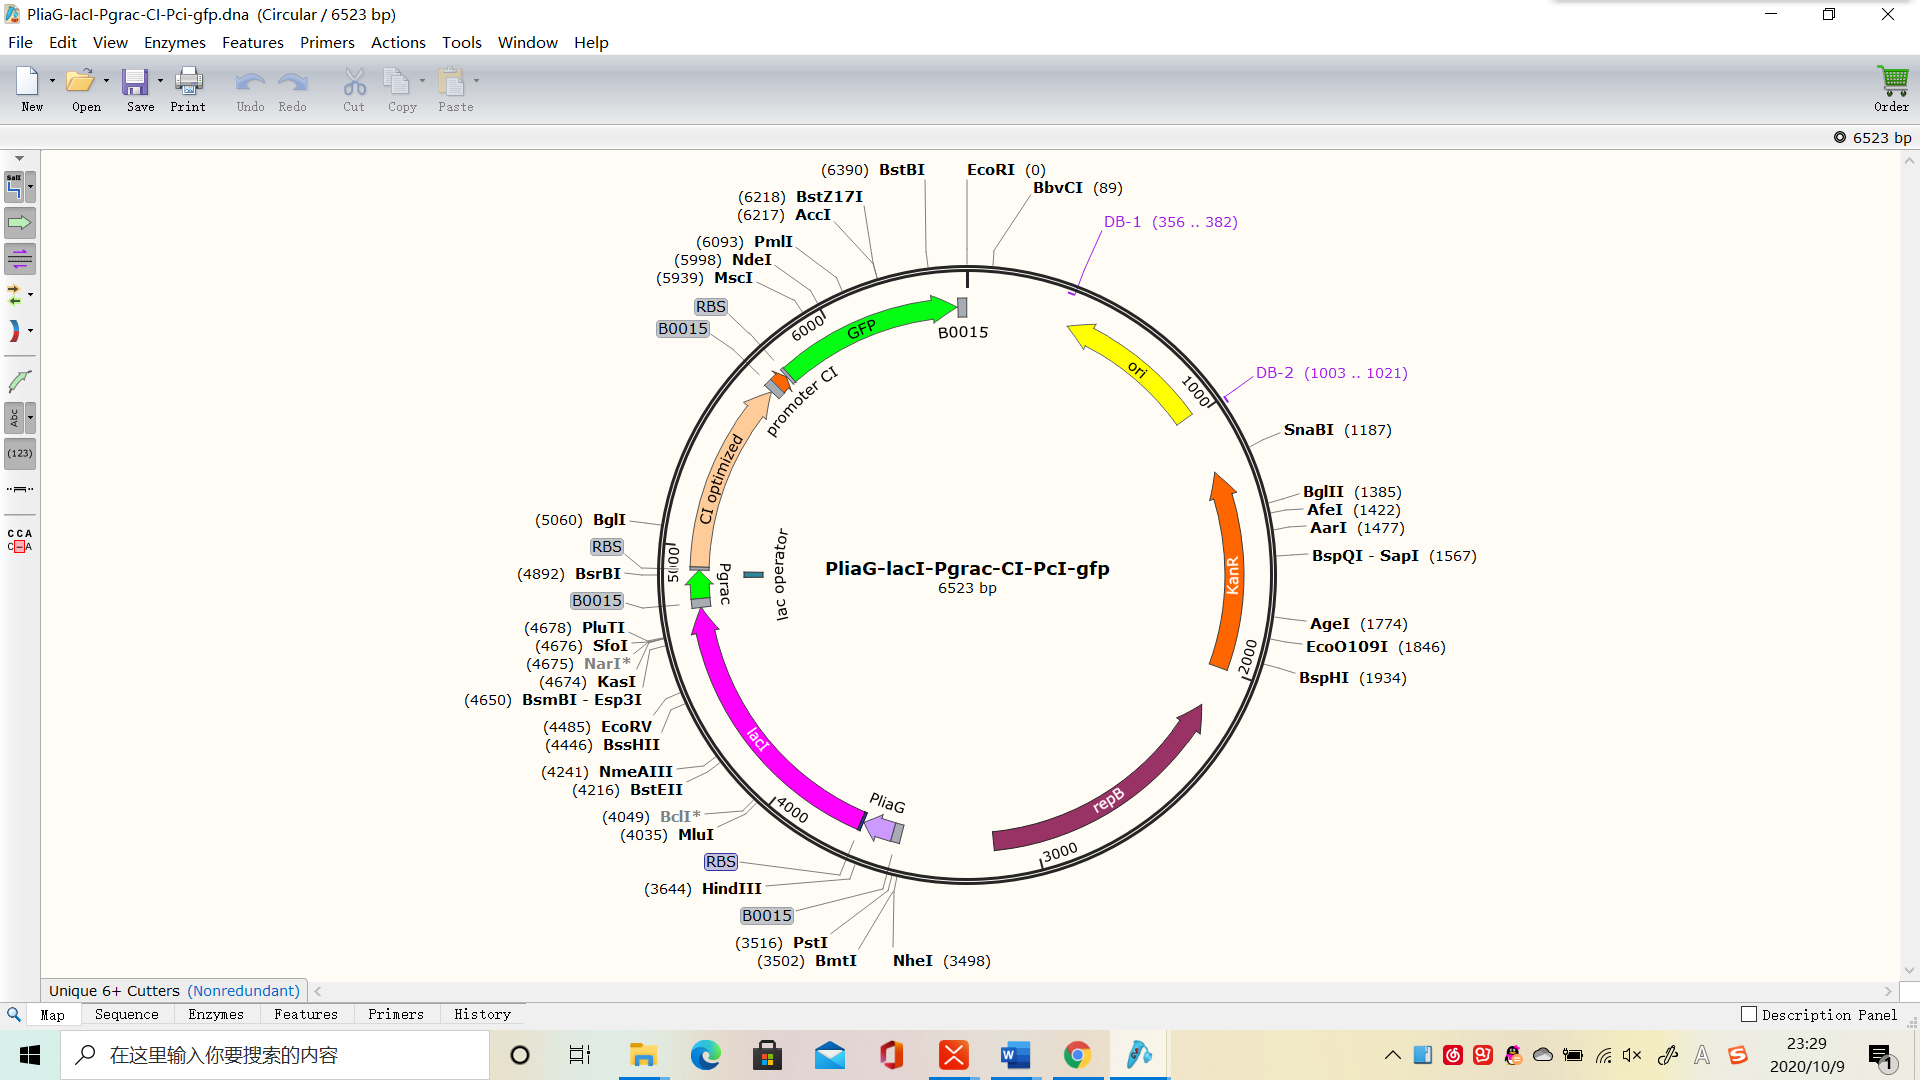 PliaG-lacI-Pgrac-CI-Pci-gfp.dna (Circular / 6523 bp)
File Edit View Enzymes Features Primers Actions Tools Window Help
New Open Save Print Undo Redo Cut Copy Paste Order
6523 bp
(6390) BstBI
EcoRI (0)
BbvCI (89)
(6218) BstZ17I
(6217) AccI
DB-1 (356 .. 382)
(6093) PmlI
(5998) NdeI
(5939) MscI
RBS
B0015
6000
GFP
B0015
promoter CI
ori
1000
DB-2 (1003 .. 1021)
SnaBI (1187)
CI optimized
BglII (1385)
AfeI (1422)
AarI (1477)
BspQI - SapI (1567)
(5060) BglI
RBS
5000
(4892) BsrBI
B0015
Pgrac
lac operator
PliaG-lacI-Pgrac-CI-PcI-gfp
6523 bp
KanR
AgeI (1774)
EcoO109I (1846)
BspHI (1934)
2000
(4678) PluTI
(4676) SfoI
(4675) NarI*
(4674) KasI
(4650) BsmBI - Esp3I
(4485) EcoRV
(4446) BssHII
lacI
(4241) NmeAIII
(4216) BstEII
(4049) BclI*
(4035) MluI
4000
PliaG
repB
3000
RBS
(3644) HindIII
B0015
(3516) PstI
(3502) BmtI
NheI (3498)
SalI
Abc
(123)
CCA
C-A
Unique 6+ Cutters (Nonredundant)
Map Sequence Enzymes Features Primers History
Description Panel
在这里输入你要搜索的内容
23:29
2020/10/9
1